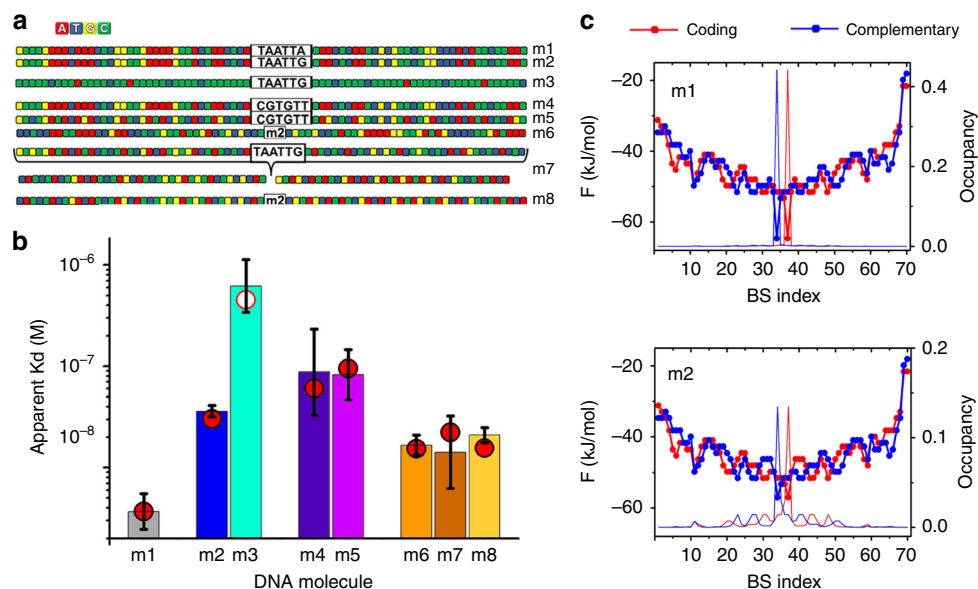 a
A T G C
TAATTA m1
TAATTG m2
TAATTG m3
CGTGTT m4
CGTGTT m5
m2 m6
TAATTG
m7
m2 m8
b
Apparent Kd (M)
10⁻⁶
10⁻⁷
10⁻⁸
m1 m2 m3 m4 m5 m6 m7 m8
DNA molecule
c
Coding Complementary
m1
F (kJ/mol)
−20
−40
−60
Occupancy
0.4
0.2
0.0
0 10 20 30 40 50 60 70
BS index
m2
F (kJ/mol)
−20
−40
−60
Occupancy
0.2
0.1
0.0
0 10 20 30 40 50 60 70
BS index